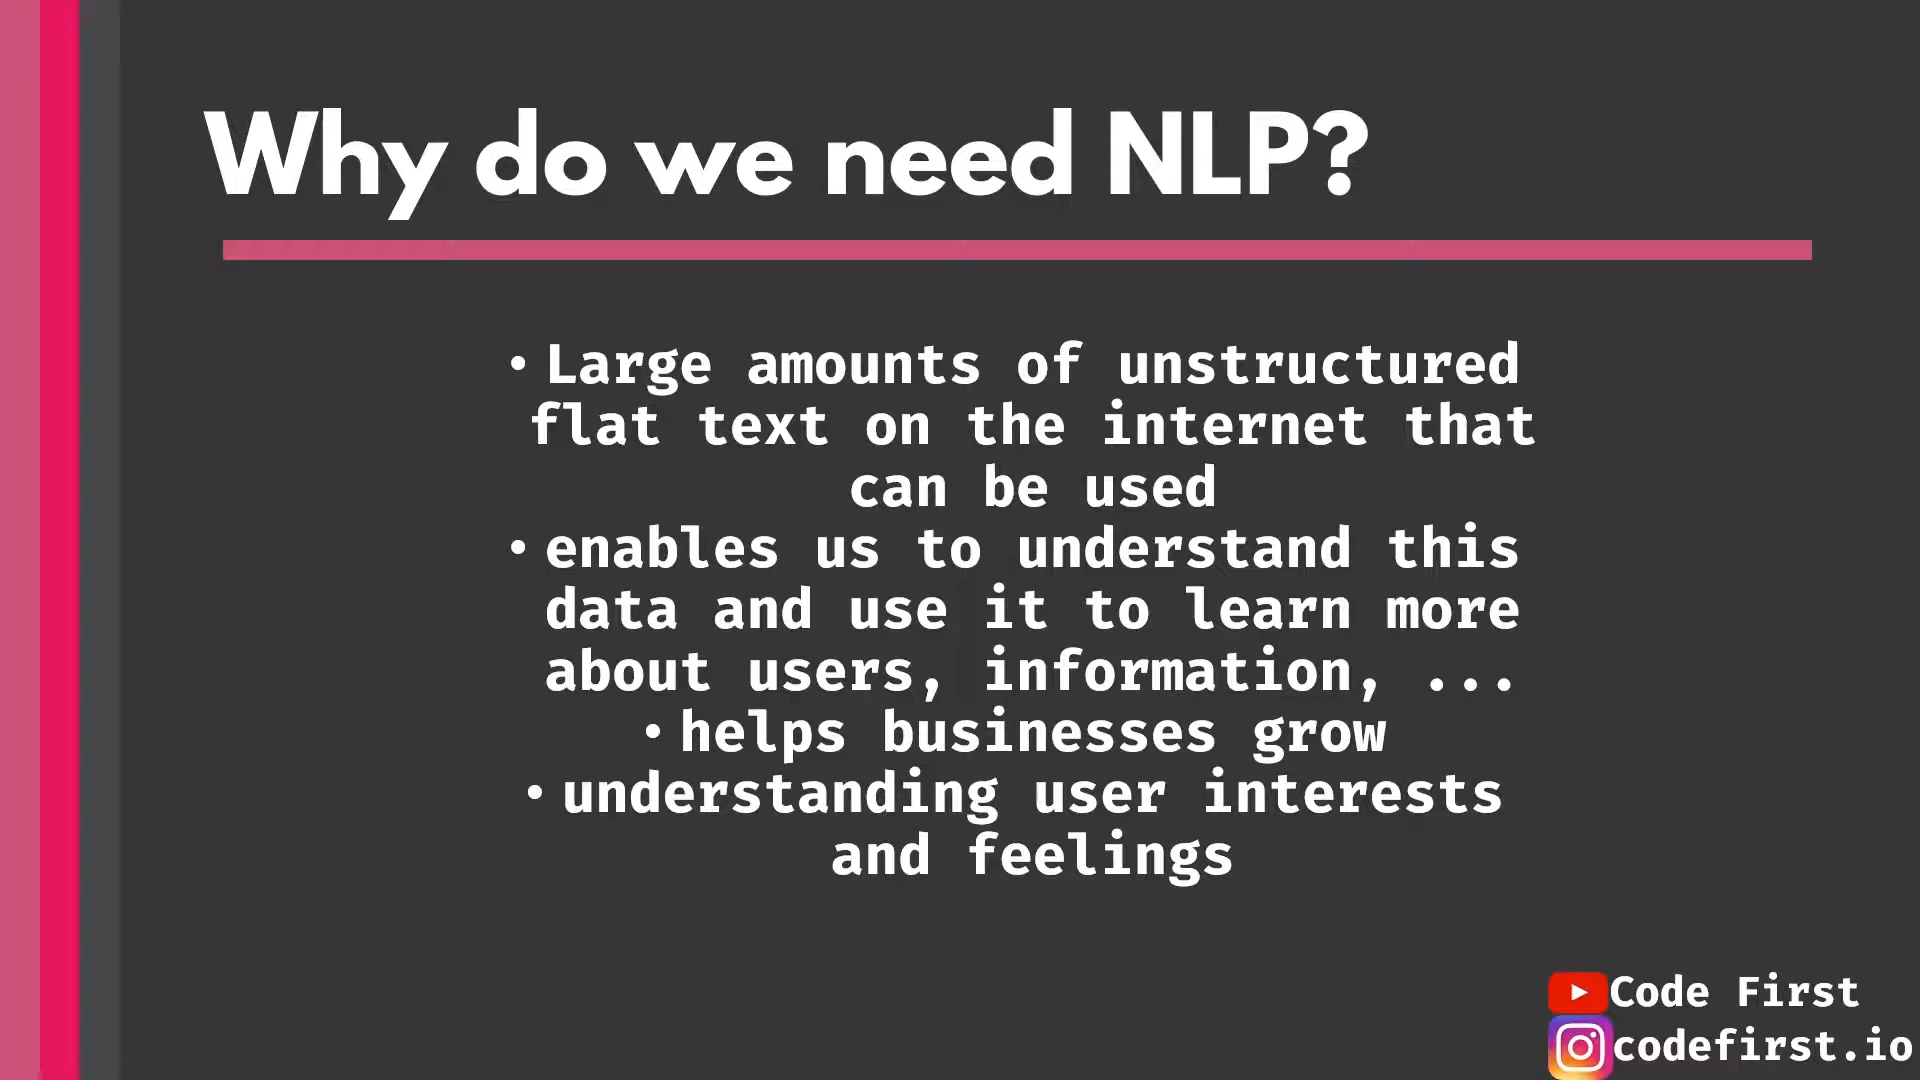 Why do we need NLP?
• Large amounts of unstructured
flat text on the internet that
can be used
• enables us to understand this
data and use it to learn more
about users, information, ...
• helps businesses grow
• understanding user interests
and feelings
Code First
codefirst.io